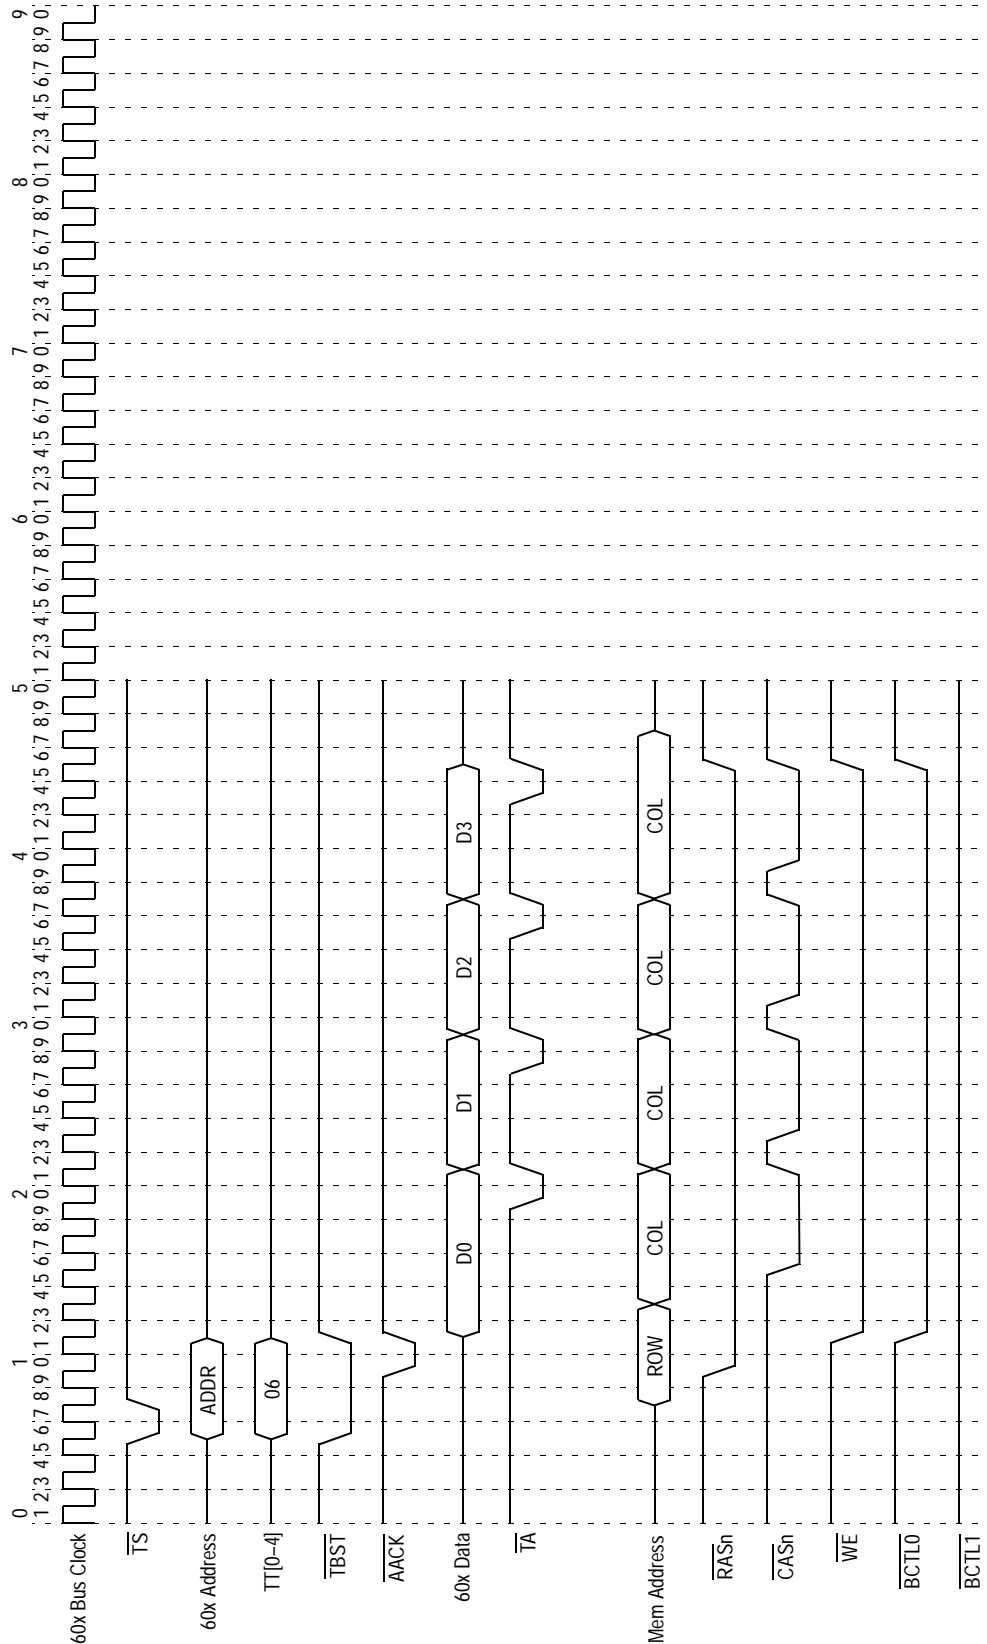 0 1 2 3 4 5 6 7 8 9
1 2 3 4 5 6 7 8 9 0 1 2 3 4 5 6 7 8 9 0 1 2 3 4 5 6 7 8 9 0 1 2 3 4 5 6 7 8 9 0 1 2 3 4 5 6 7 8 9 0 1 2 3 4 5 6 7 8 9 0 1 2 3 4 5 6 7 8 9 0 1 2 3 4 5 6 7 8 9 0 1 2 3 4 5 6 7 8 9 0
60x Bus Clock
TS
60x Address ADDR
TT[0–4] 06
TBST
AACK
60x Data D0 D1 D2 D3
TA
Mem Address ROW COL COL COL COL
RASn
CASn
WE
BCTL0
BCTL1